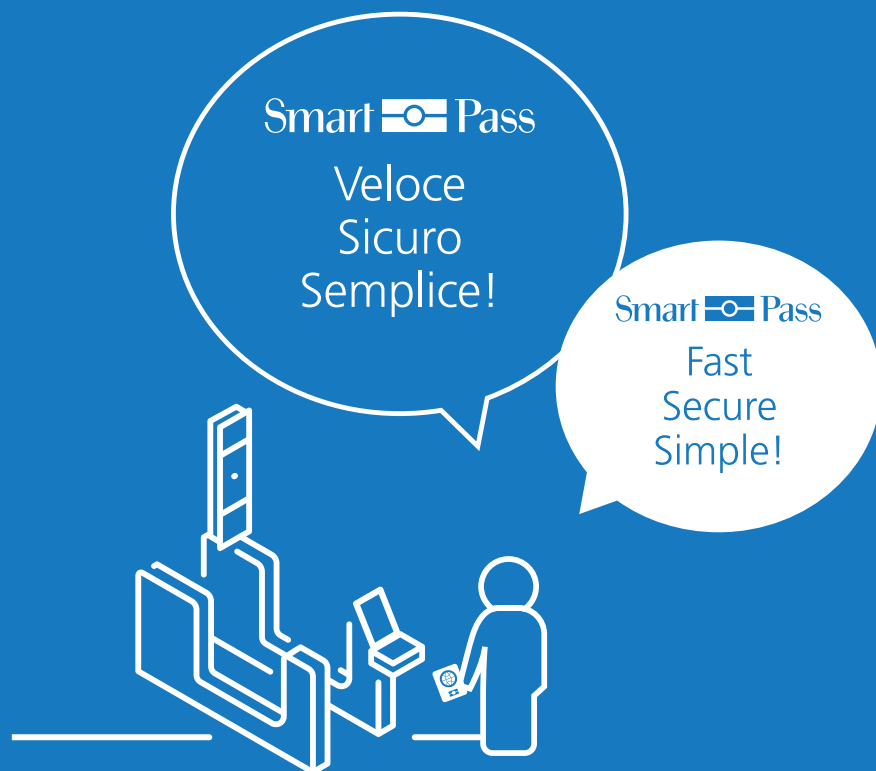 Smart Pass
Veloce
Sicuro
Semplice!
Smart Pass
Fast
Secure
Simple!